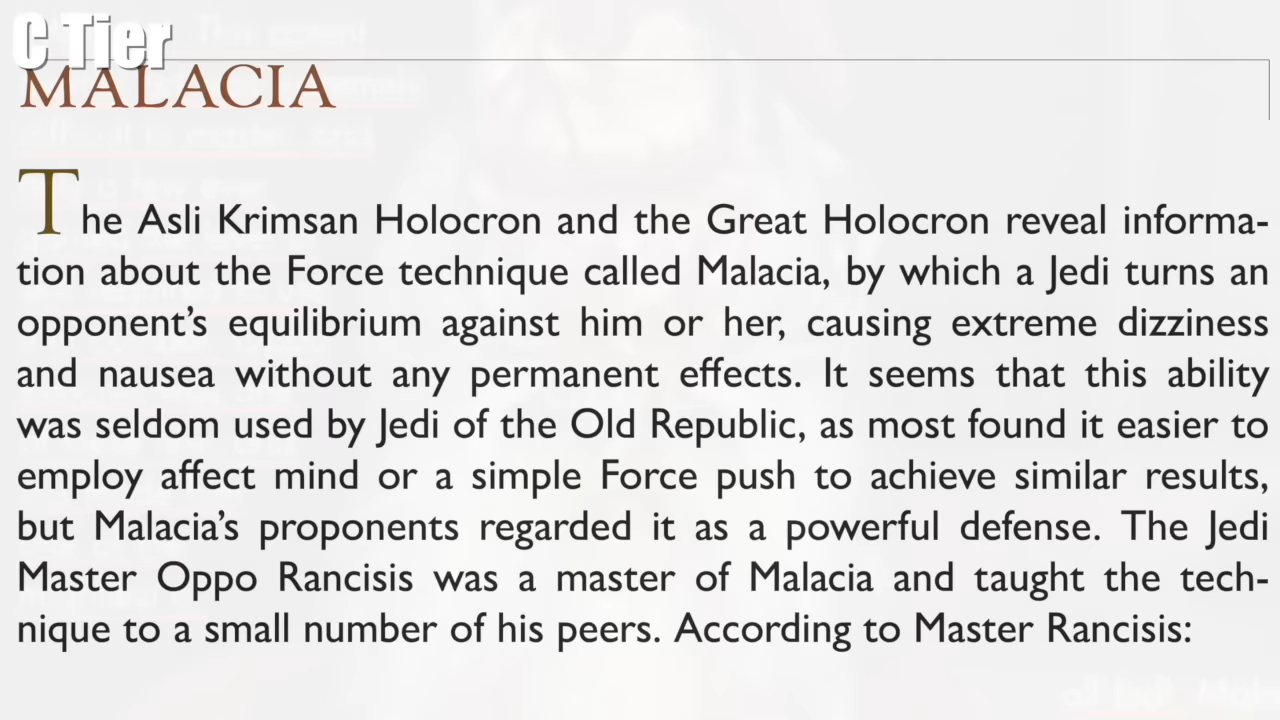 C Tier
MALACIA
The Asli Krimsan Holocron and the Great Holocron reveal informa-
tion about the Force technique called Malacia, by which a Jedi turns an
opponent’s equilibrium against him or her, causing extreme dizziness
and nausea without any permanent effects. It seems that this ability
was seldom used by Jedi of the Old Republic, as most found it easier to
employ affect mind or a simple Force push to achieve similar results,
but Malacia’s proponents regarded it as a powerful defense. The Jedi
Master Oppo Rancisis was a master of Malacia and taught the tech-
nique to a small number of his peers. According to Master Rancisis: